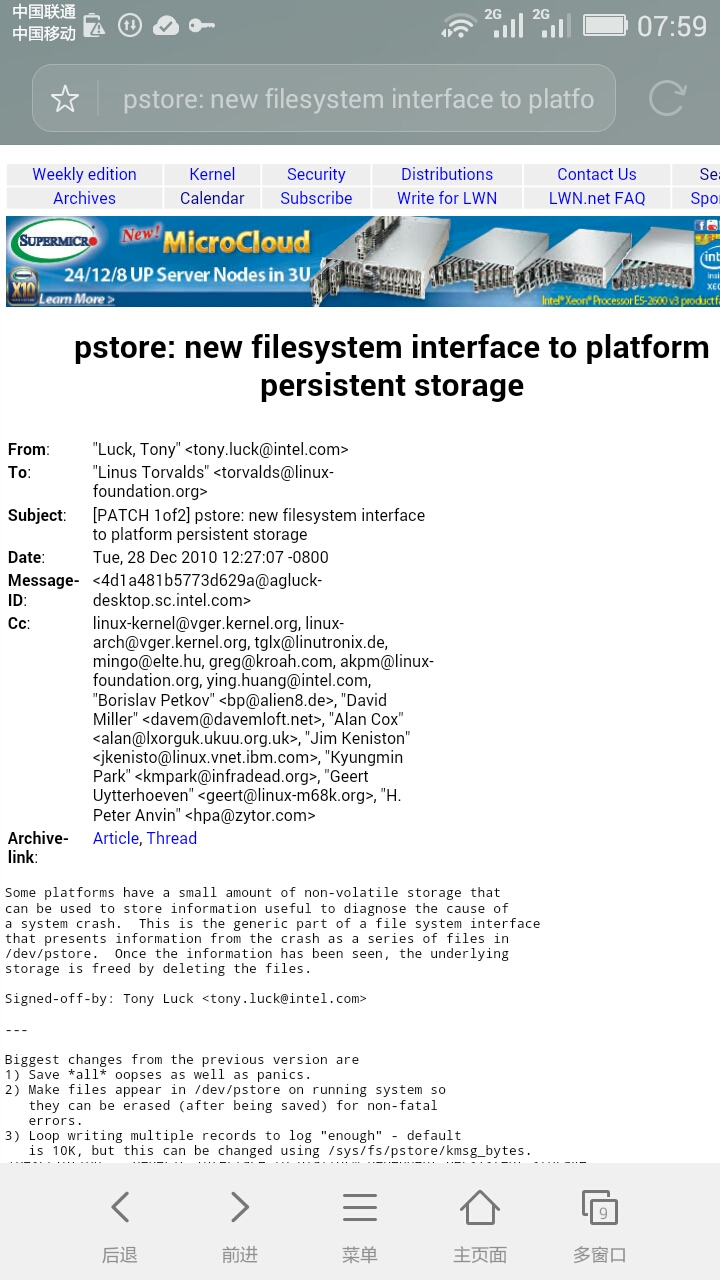 中国联通
中国移动
2G
2G
07:59
pstore: new filesystem interface to platfo
Weekly edition Kernel Security Distributions Contact Us Sea
Archives Calendar Subscribe Write for LWN LWN.net FAQ Spo
SUPERMICR New! MicroCloud
24/12/8 UP Server Nodes in 3U
X10 Learn More >
Intel® Xeon® Processor E5-2600 v3 product f
pstore: new filesystem interface to platform
persistent storage
From: "Luck, Tony" <tony.luck@intel.com>
To: "Linus Torvalds" <torvalds@linux-
foundation.org>
Subject: [PATCH 1of2] pstore: new filesystem interface
to platform persistent storage
Date: Tue, 28 Dec 2010 12:27:07 -0800
Message- <4d1a481b5773d629a@agluck-
ID: desktop.sc.intel.com>
Cc: linux-kernel@vger.kernel.org, linux-
arch@vger.kernel.org, tglx@linutronix.de,
mingo@elte.hu, greg@kroah.com, akpm@linux-
foundation.org, ying.huang@intel.com,
"Borislav Petkov" <bp@alien8.de>, "David
Miller" <davem@davemloft.net>, "Alan Cox"
<alan@lxorguk.ukuu.org.uk>, "Jim Keniston"
<jkenisto@linux.vnet.ibm.com>, "Kyungmin
Park" <kmpark@infradead.org>, "Geert
Uytterhoeven" <geert@linux-m68k.org>, "H.
Peter Anvin" <hpa@zytor.com>
Archive- Article, Thread
link:
Some platforms have a small amount of non-volatile storage that
can be used to store information useful to diagnose the cause of
a system crash.  This is the generic part of a file system interface
that presents information from the crash as a series of files in
/dev/pstore.  Once the information has been seen, the underlying
storage is freed by deleting the files.
Signed-off-by: Tony Luck <tony.luck@intel.com>
---
Biggest changes from the previous version are
1) Save *all* oopses as well as panics.
2) Make files appear in /dev/pstore on running system so
they can be erased (after being saved) for non-fatal
errors.
3) Loop writing multiple records to log "enough" - default
is 10K, but this can be changed using /sys/fs/pstore/kmsg_bytes.
9
后退 前进 菜单 主页面 多窗口